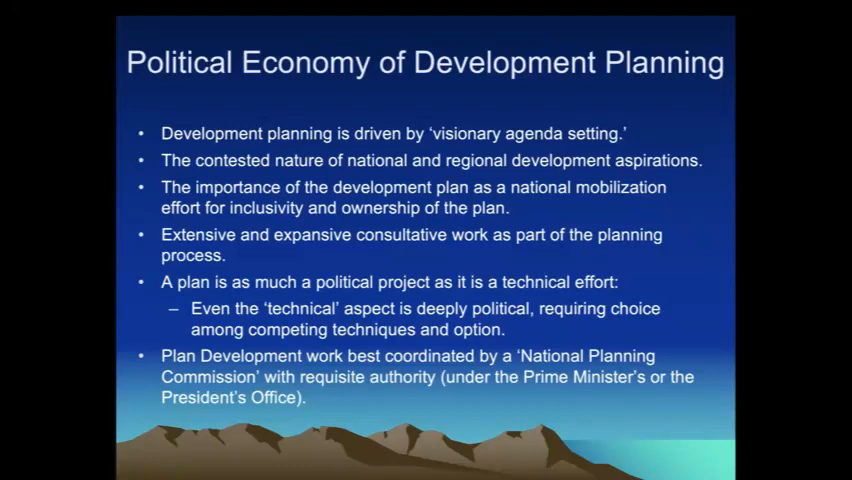 Political Economy of Development Planning
• Development planning is driven by ‘visionary agenda setting.’
• The contested nature of national and regional development aspirations.
• The importance of the development plan as a national mobilization
effort for inclusivity and ownership of the plan.
• Extensive and expansive consultative work as part of the planning
process.
• A plan is as much a political project as it is a technical effort:
– Even the ‘technical’ aspect is deeply political, requiring choice
among competing techniques and option.
• Plan Development work best coordinated by a ‘National Planning
Commission’ with requisite authority (under the Prime Minister’s or the
President’s Office).